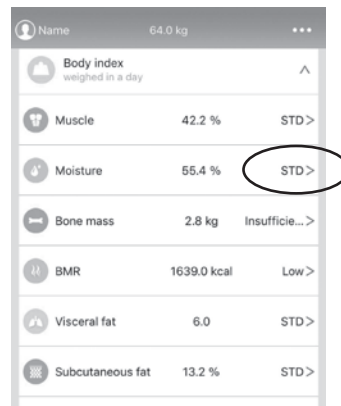 Name 64.0 kg •••
Body index
weighed in a day
Muscle 42.2 % STD >
Moisture 55.4 % STD >
Bone mass 2.8 kg Insufficie... >
BMR 1639.0 kcal Low >
Visceral fat 6.0 STD >
Subcutaneous fat 13.2 % STD >